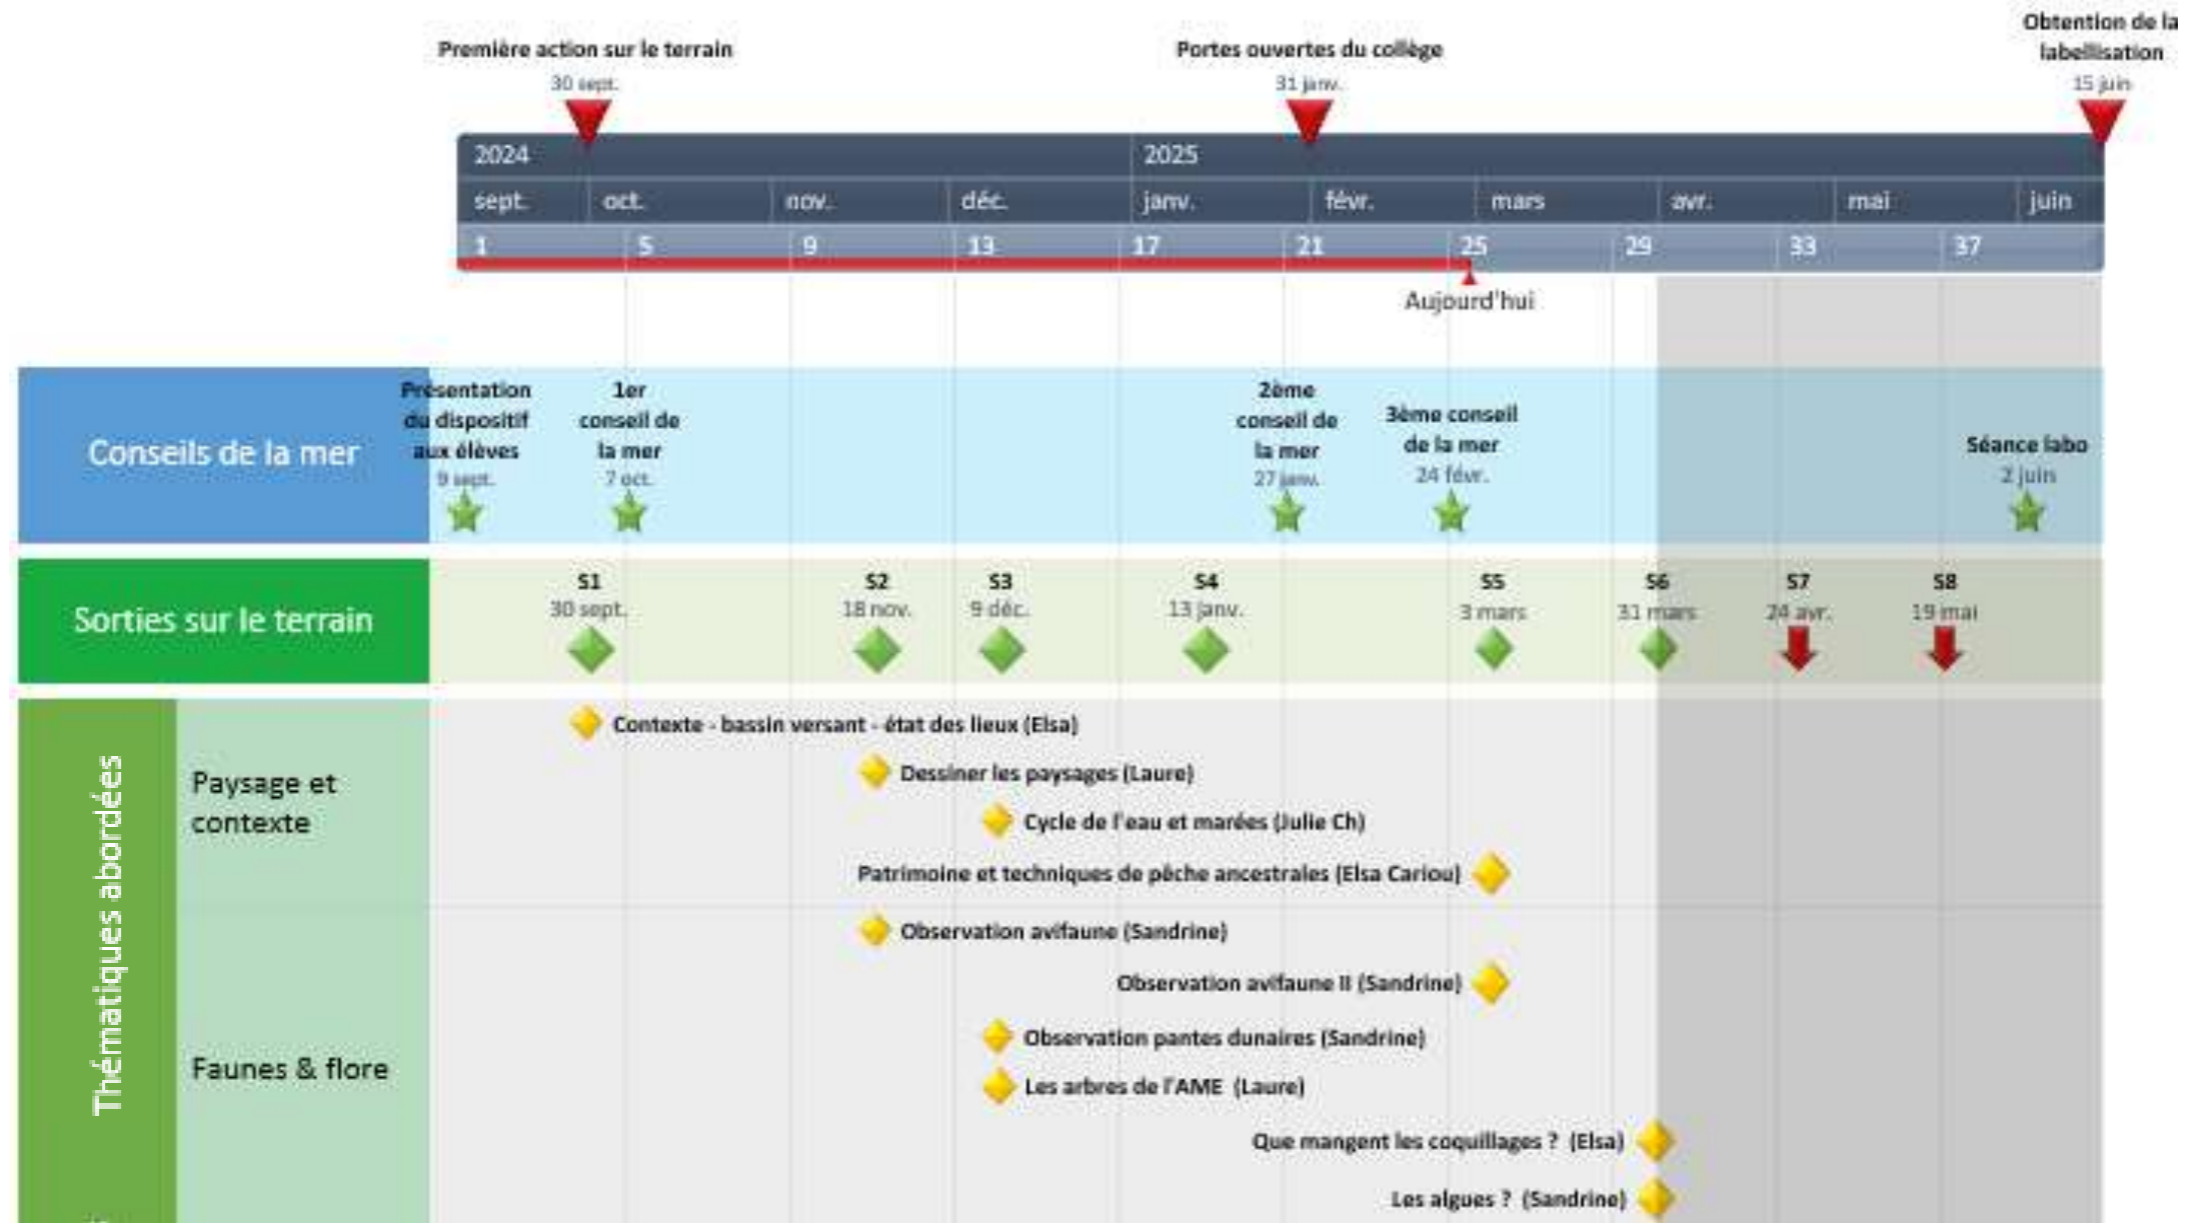 Première action sur le terrain
30 sept.
Portes ouvertes du collège
31 janv.
Obtention de la
labellisation
15 juin
2024
2025
sept.
oct.
nov.
déc.
janv.
févr.
mars
avr.
mai
juin
1
5
9
13
17
21
25
29
33
37
Aujourd'hui
Conseils de la mer
Présentation
du dispositif
aux élèves
9 sept.
1er
conseil de
la mer
7 oct.
2ème
conseil de
la mer
27 janv.
3ème conseil
de la mer
24 févr.
Séance labo
2 juin
Sorties sur le terrain
S1
30 sept.
S2
18 nov.
S3
9 déc.
S4
13 janv.
S5
3 mars
S6
31 mars
S7
24 avr.
S8
19 mai
Thématiques abordées
Paysage et
contexte
Contexte - bassin versant - état des lieux (Elsa)
Dessiner les paysages (Laure)
Cycle de l'eau et marées (Julie Ch)
Patrimoine et techniques de pêche ancestrales (Elsa Cariou)
Faunes & flore
Observation avifaune (Sandrine)
Observation avifaune II (Sandrine)
Observation pantes dunaires (Sandrine)
Les arbres de l'AME (Laure)
Que mangent les coquillages ? (Elsa)
Les algues ? (Sandrine)